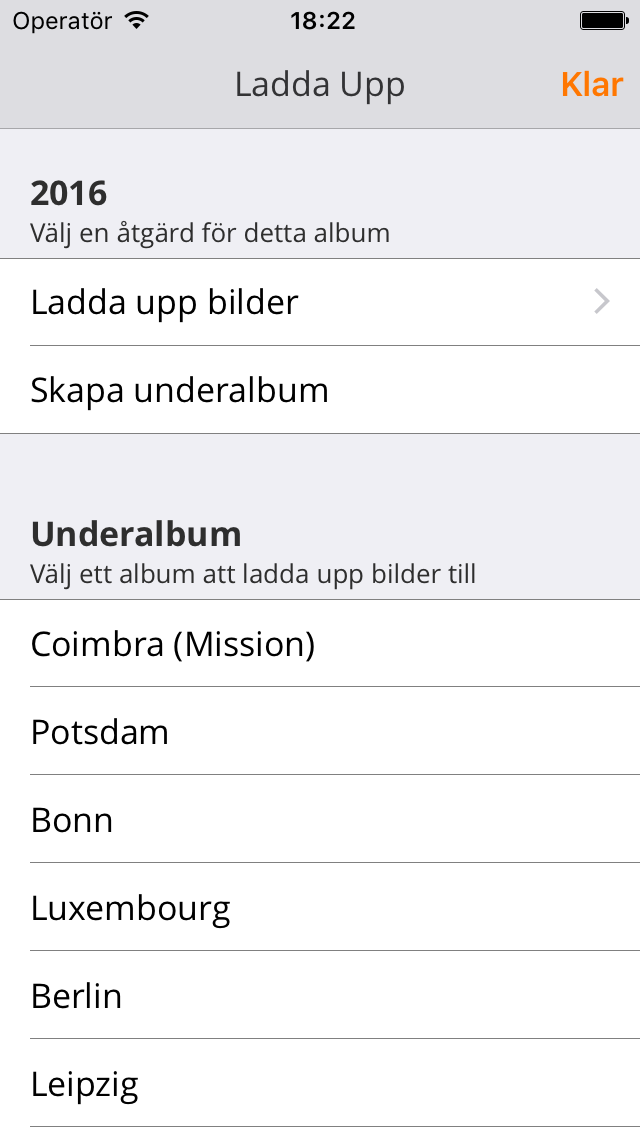 Operatör 18:22
Ladda Upp Klar
2016
Välj en åtgärd för detta album
Ladda upp bilder
Skapa underalbum
Underalbum
Välj ett album att ladda upp bilder till
Coimbra (Mission)
Potsdam
Bonn
Luxembourg
Berlin
Leipzig